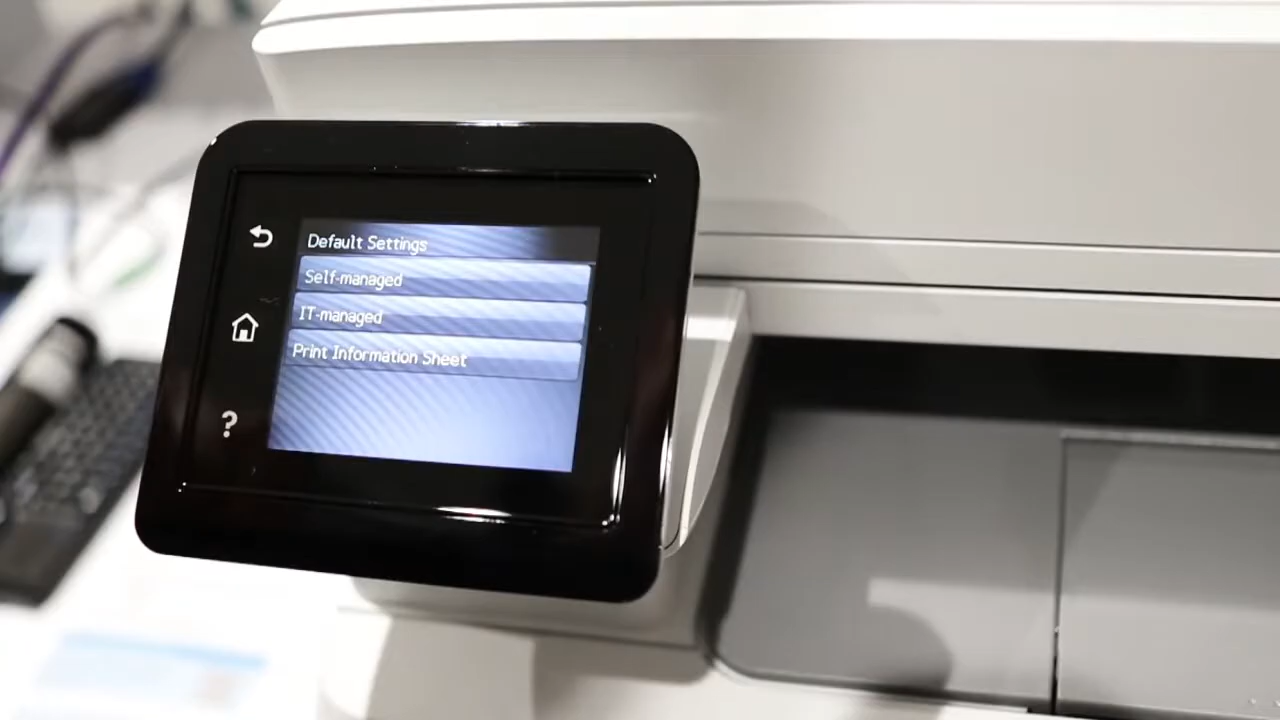 Default Settings
Self-managed
IT-managed
Print Information Sheet
?